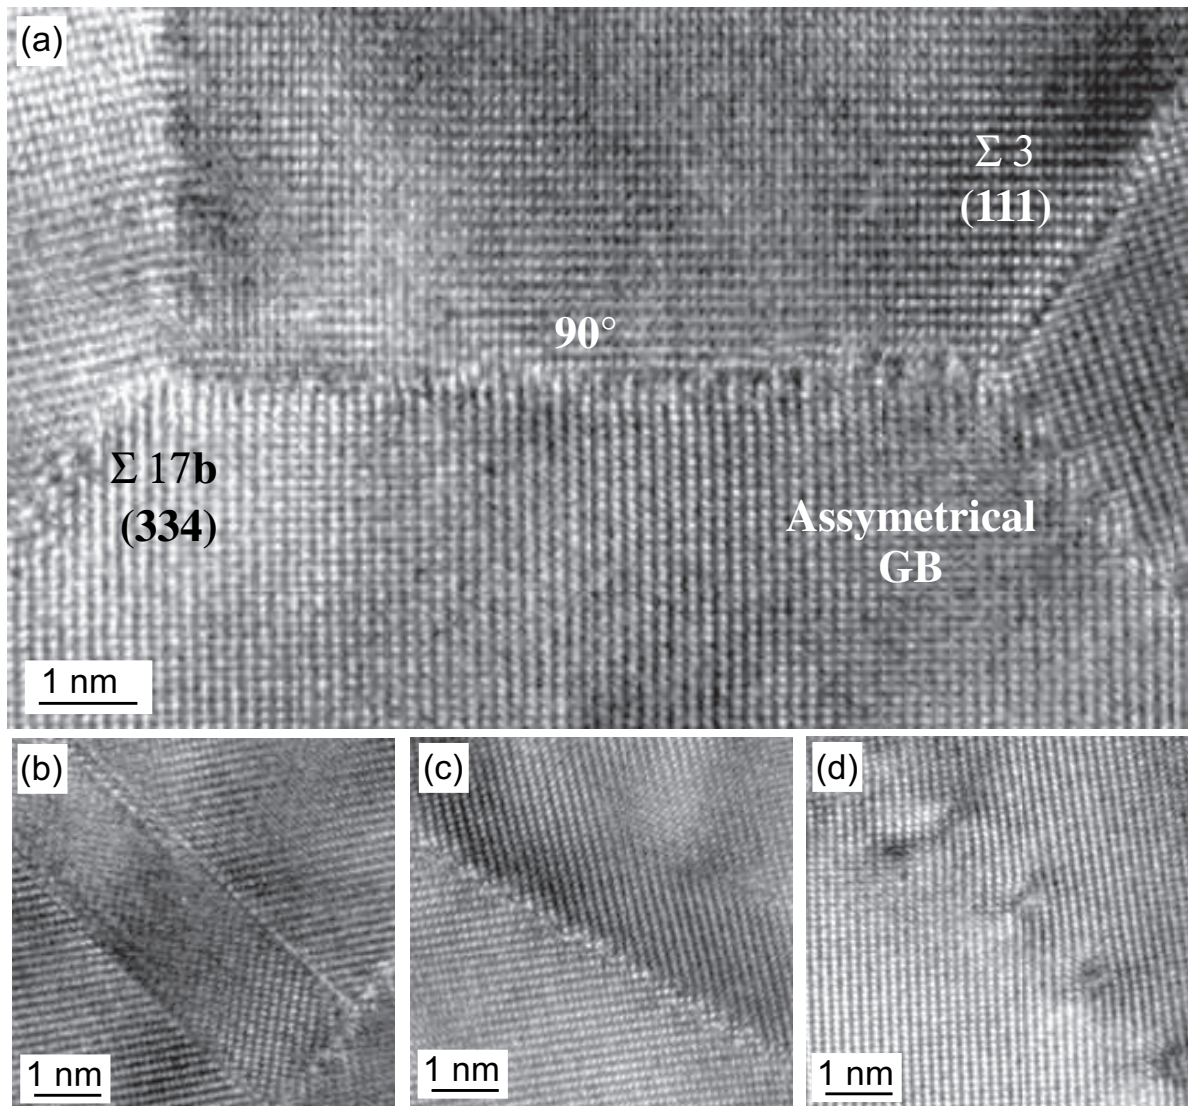 (a)
Σ 3
(111)
90°
Σ 17b
(334)
Assymetrical
GB
1 nm
(b)
(c)
(d)
1 nm
1 nm
1 nm